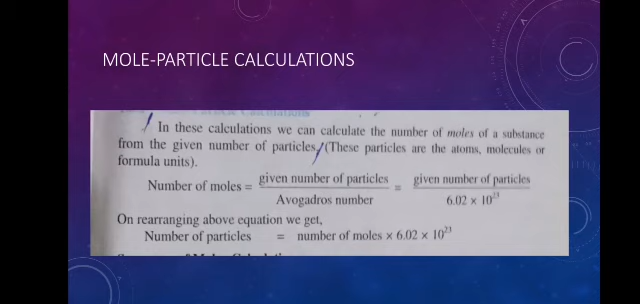 MOLE-PARTICLE CALCULATIONS
In these calculations we can calculate the number of moles of a substance
from the given number of particles, (These particles are the atoms, molecules or
formula units).
Number of moles = given number of particles / Avogadros number = given number of particles / 6.02 × 10²³
On rearranging above equation we get,
Number of particles = number of moles × 6.02 × 10²³